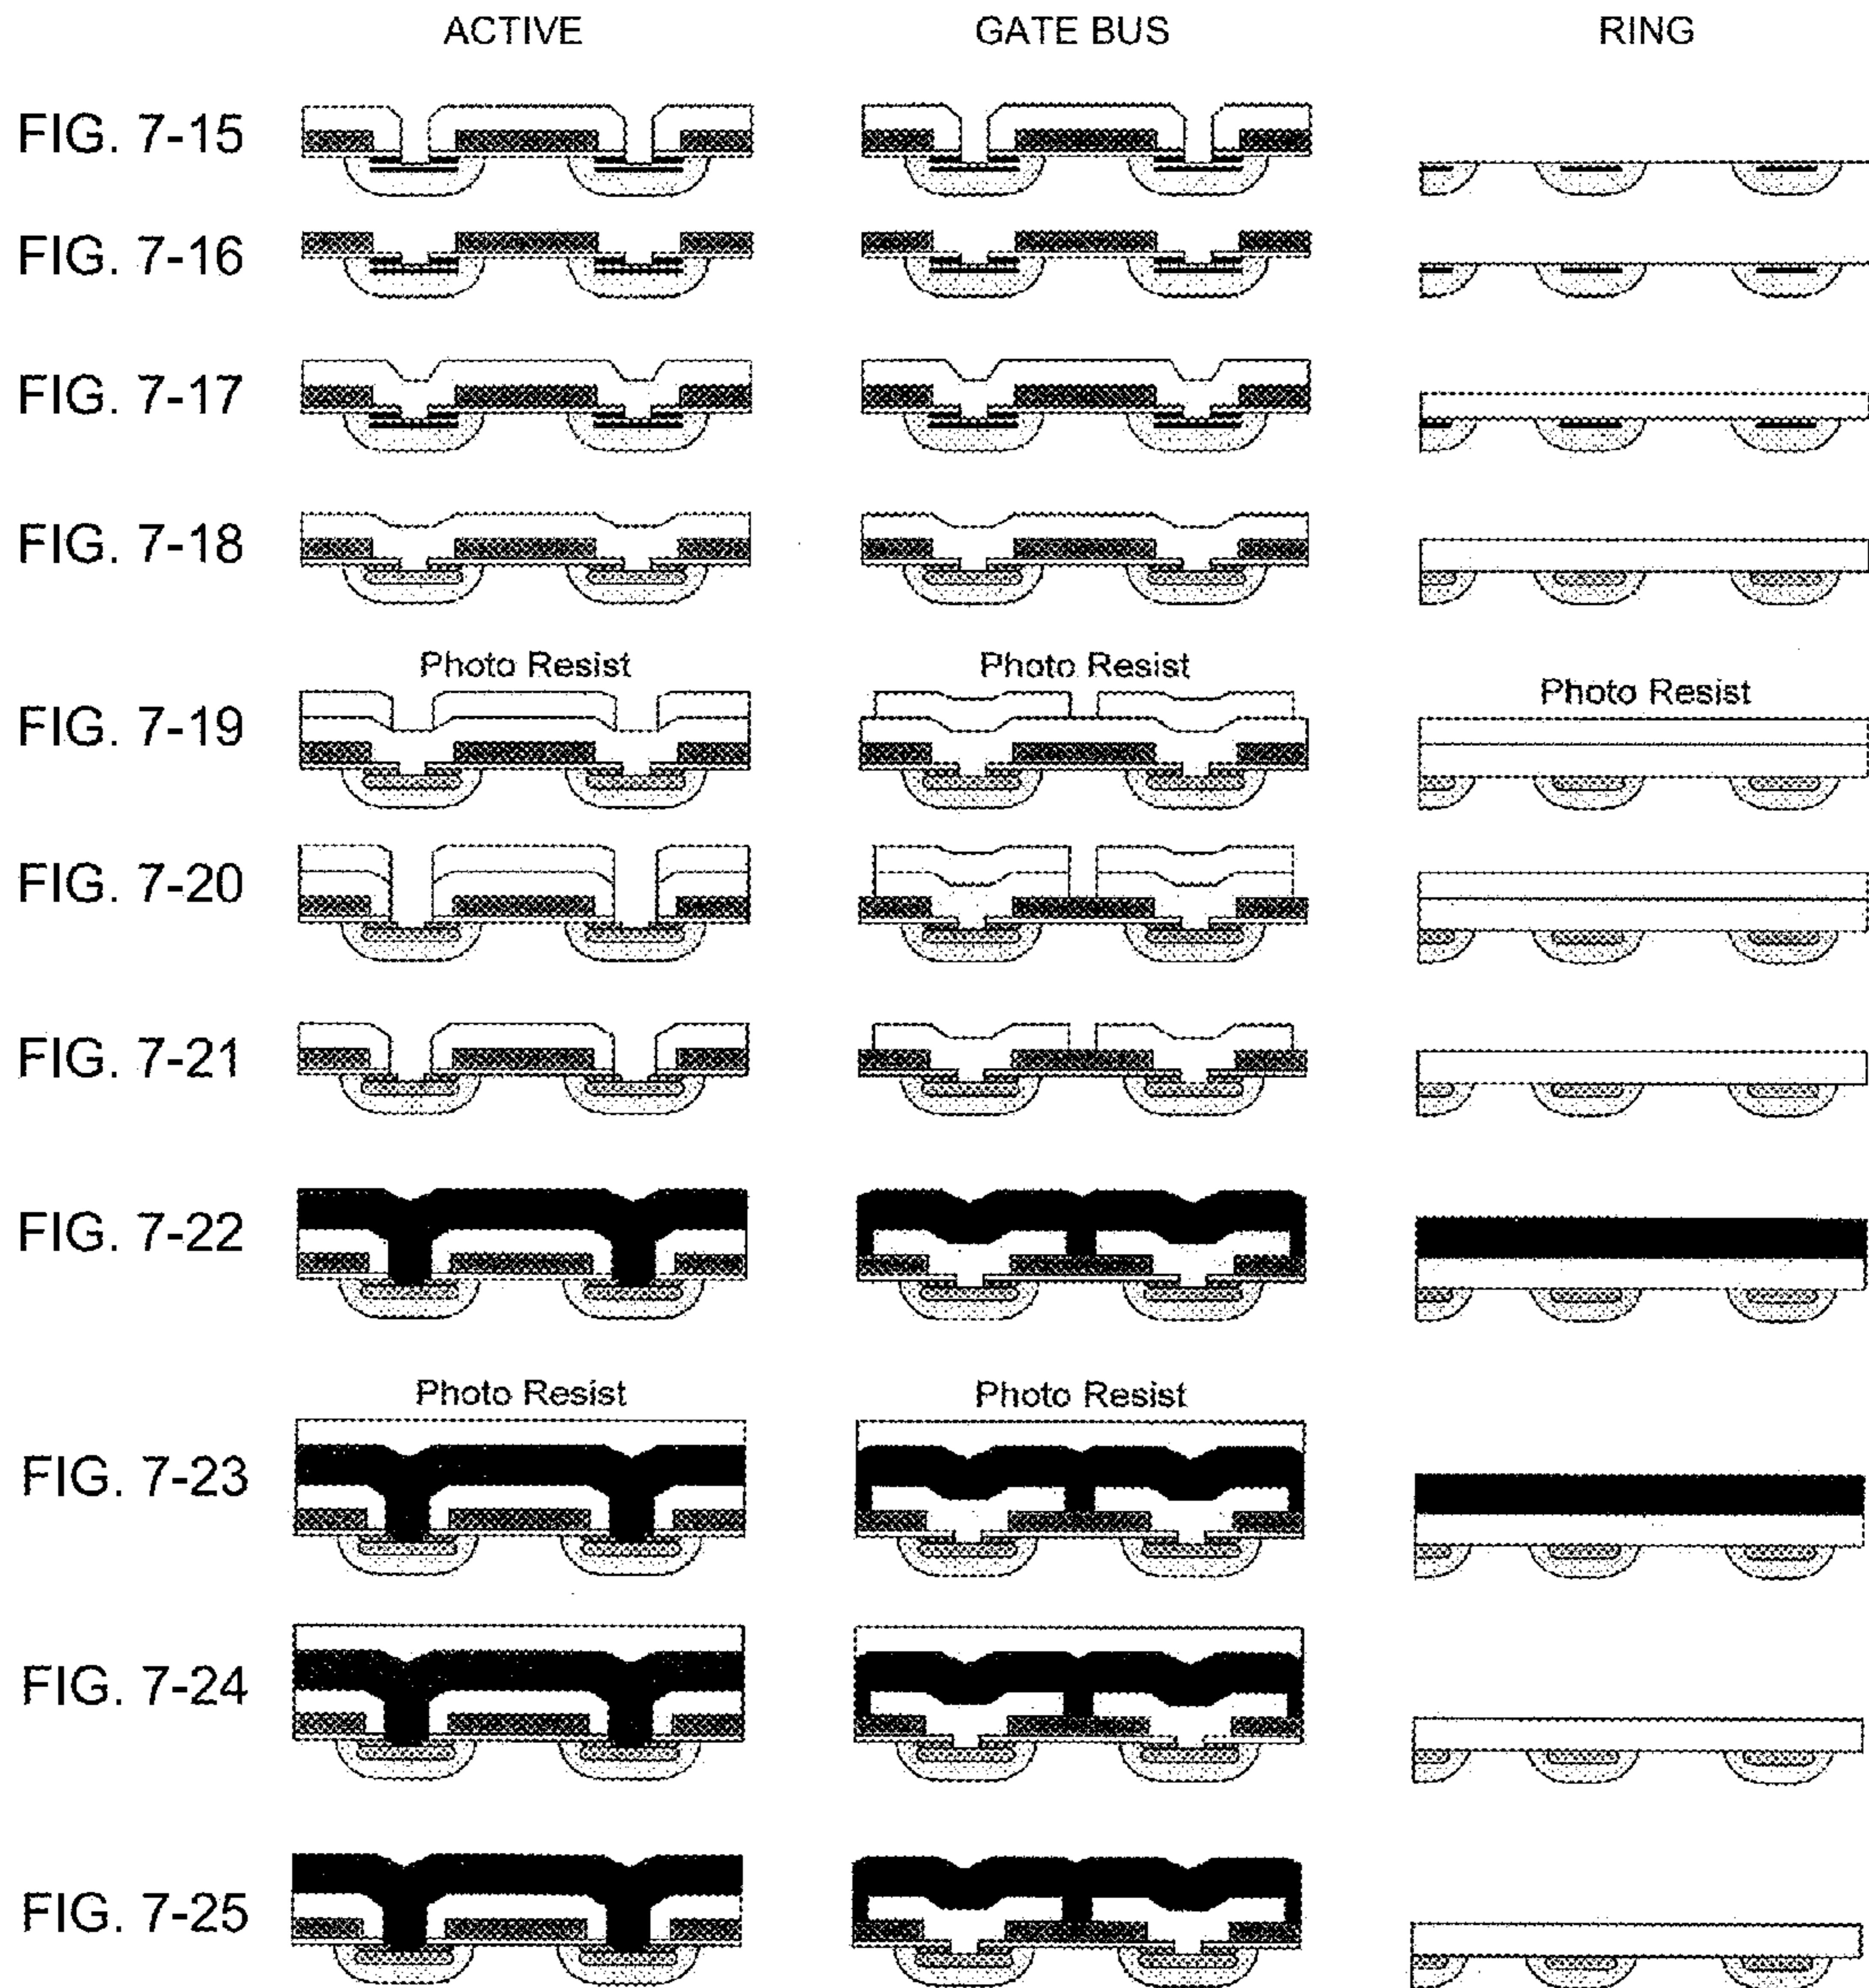 ACTIVE GATE BUS RING
FIG. 7-15
FIG. 7-16
FIG. 7-17
FIG. 7-18
Photo Resist Photo Resist
Photo Resist
FIG. 7-19
FIG. 7-20
FIG. 7-21
FIG. 7-22
Photo Resist Photo Resist
FIG. 7-23
FIG. 7-24
FIG. 7-25